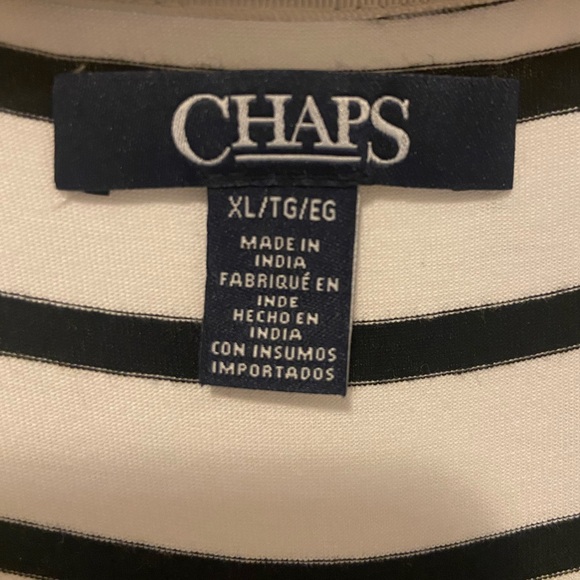 CHAPS
XL/TG/EG
MADE IN
INDIA
FABRIQUÉ EN
INDE
HECHO EN
INDIA
CON INSUMOS
IMPORTADOS